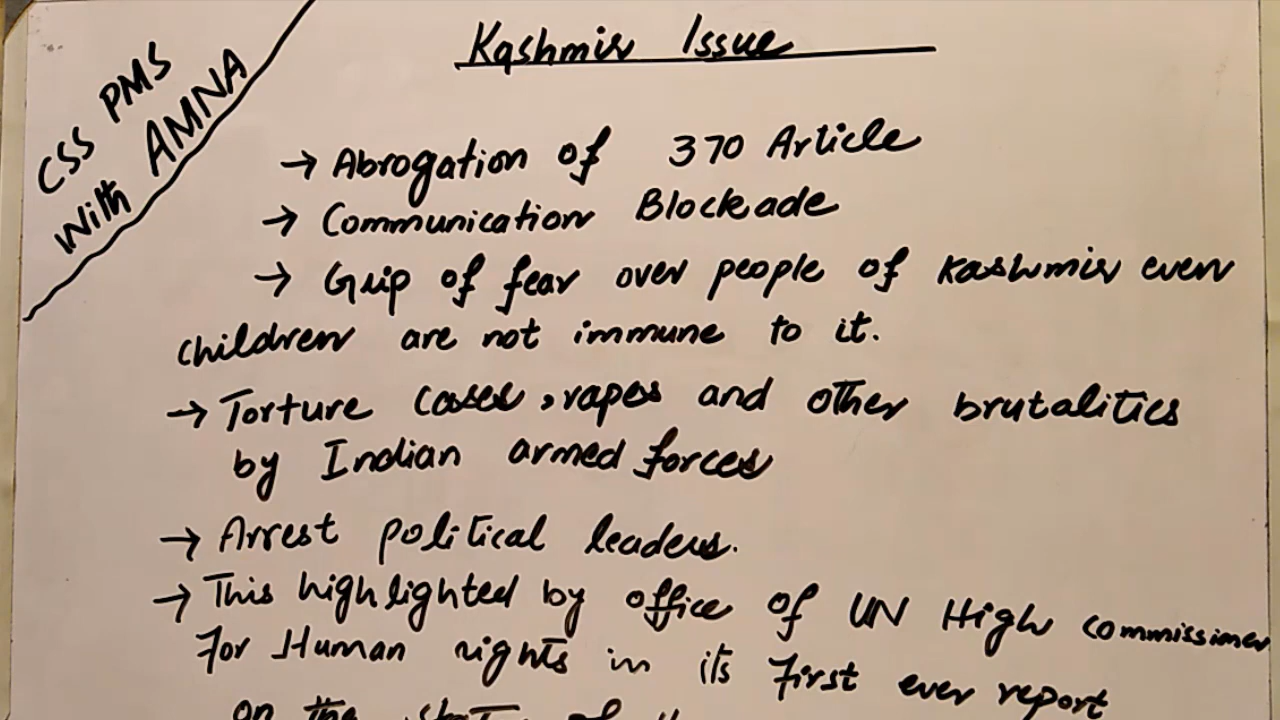 CSS PMS
with AMNA
Kashmir Issue
→ Abrogation of 370 Article
→ Communication Blockade
→ Grip of fear over people of Kashmir even
children are not immune to it.
→ Torture cases, rapes and other brutalities
by Indian armed forces
→ Arrest political leaders.
→ This highlighted by office of UN High commissioner
For Human rights in its first ever report
on the